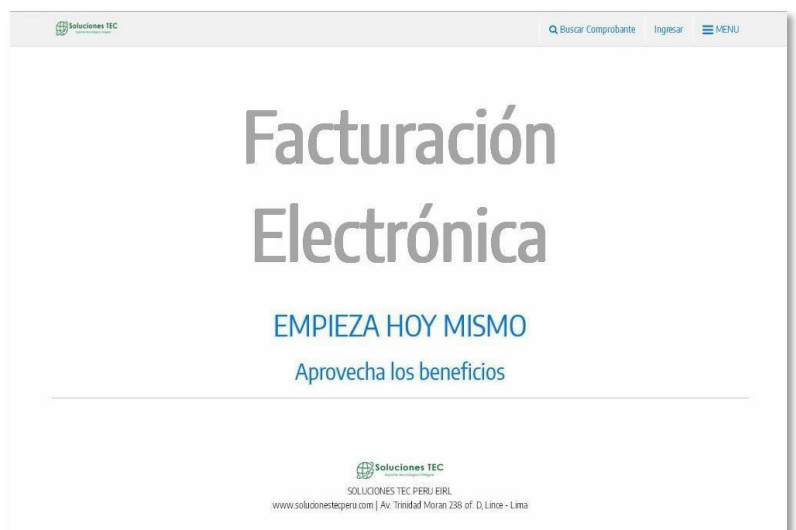 Soluciones TEC
Buscar Comprobante
Ingresar
MENU
Facturación
Electrónica
EMPIEZA HOY MISMO
Aprovecha los beneficios
Soluciones TEC
SOLUCIONES TEC PERU EIRL
www.solucionestecperu.com | Av. Trinidad Moran 238 of. D, Lince - Lima